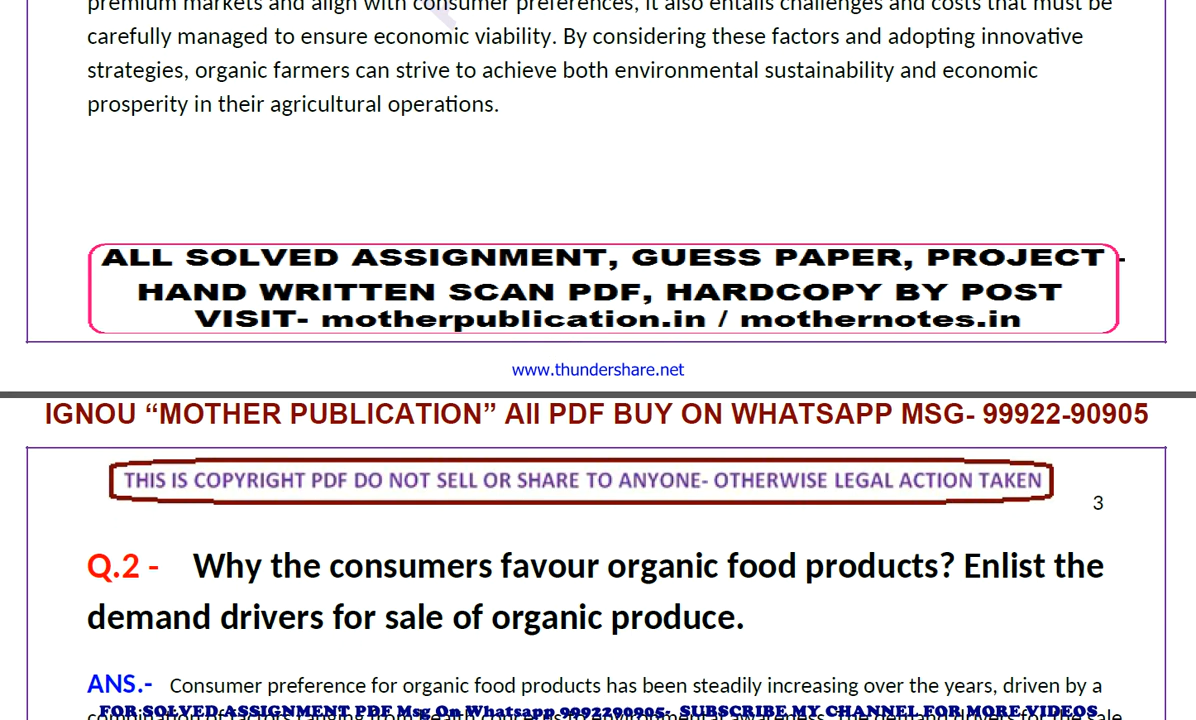 premium markets and align with consumer preferences, it also entails challenges and costs that must be
carefully managed to ensure economic viability. By considering these factors and adopting innovative
strategies, organic farmers can strive to achieve both environmental sustainability and economic
prosperity in their agricultural operations.
ALL SOLVED ASSIGNMENT, GUESS PAPER, PROJECT -
HAND WRITTEN SCAN PDF, HARDCOPY BY POST
VISIT- motherpublication.in / mothernotes.in
www.thundershare.net
IGNOU “MOTHER PUBLICATION” All PDF BUY ON WHATSAPP MSG- 99922-90905
THIS IS COPYRIGHT PDF DO NOT SELL OR SHARE TO ANYONE- OTHERWISE LEGAL ACTION TAKEN
3
Q.2 - Why the consumers favour organic food products? Enlist the
demand drivers for sale of organic produce.
ANS.- Consumer preference for organic food products has been steadily increasing over the years, driven by a
FOR SOLVED ASSIGNMENT PDF Msg On Whatsapp 9992290905- SUBSCRIBE MY CHANNEL FOR MORE VIDEOS